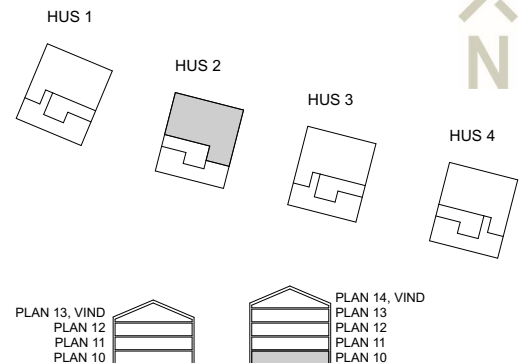 HUS 1
HUS 2
HUS 3
HUS 4
N
PLAN 13, VIND
PLAN 12
PLAN 11
PLAN 10
PLAN 14, VIND
PLAN 13
PLAN 12
PLAN 11
PLAN 10